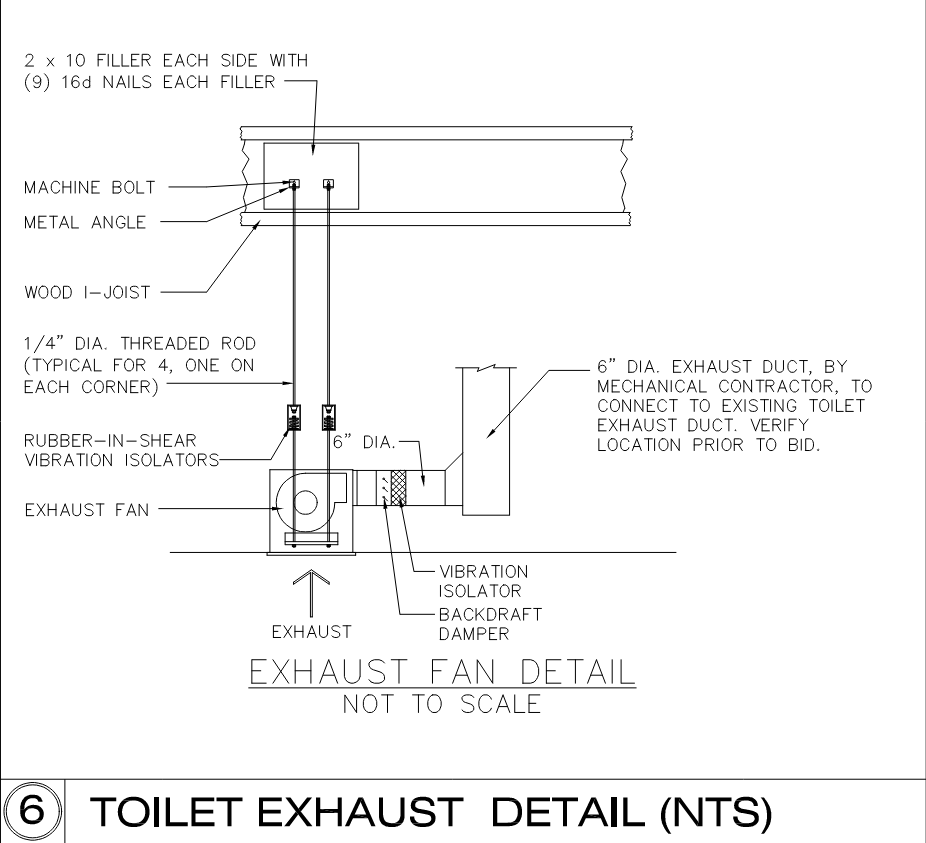 2 x 10 FILLER EACH SIDE WITH
(9) 16d NAILS EACH FILLER
MACHINE BOLT
METAL ANGLE
WOOD I-JOIST
1/4" DIA. THREADED ROD
(TYPICAL FOR 4, ONE ON
EACH CORNER)
6" DIA. EXHAUST DUCT, BY
MECHANICAL CONTRACTOR, TO
CONNECT TO EXISTING TOILET
EXHAUST DUCT. VERIFY
LOCATION PRIOR TO BID.
RUBBER-IN-SHEAR
VIBRATION ISOLATORS
6" DIA.
EXHAUST FAN
VIBRATION
ISOLATOR
BACKDRAFT
DAMPER
EXHAUST
EXHAUST FAN DETAIL
NOT TO SCALE
6 TOILET EXHAUST DETAIL (NTS)